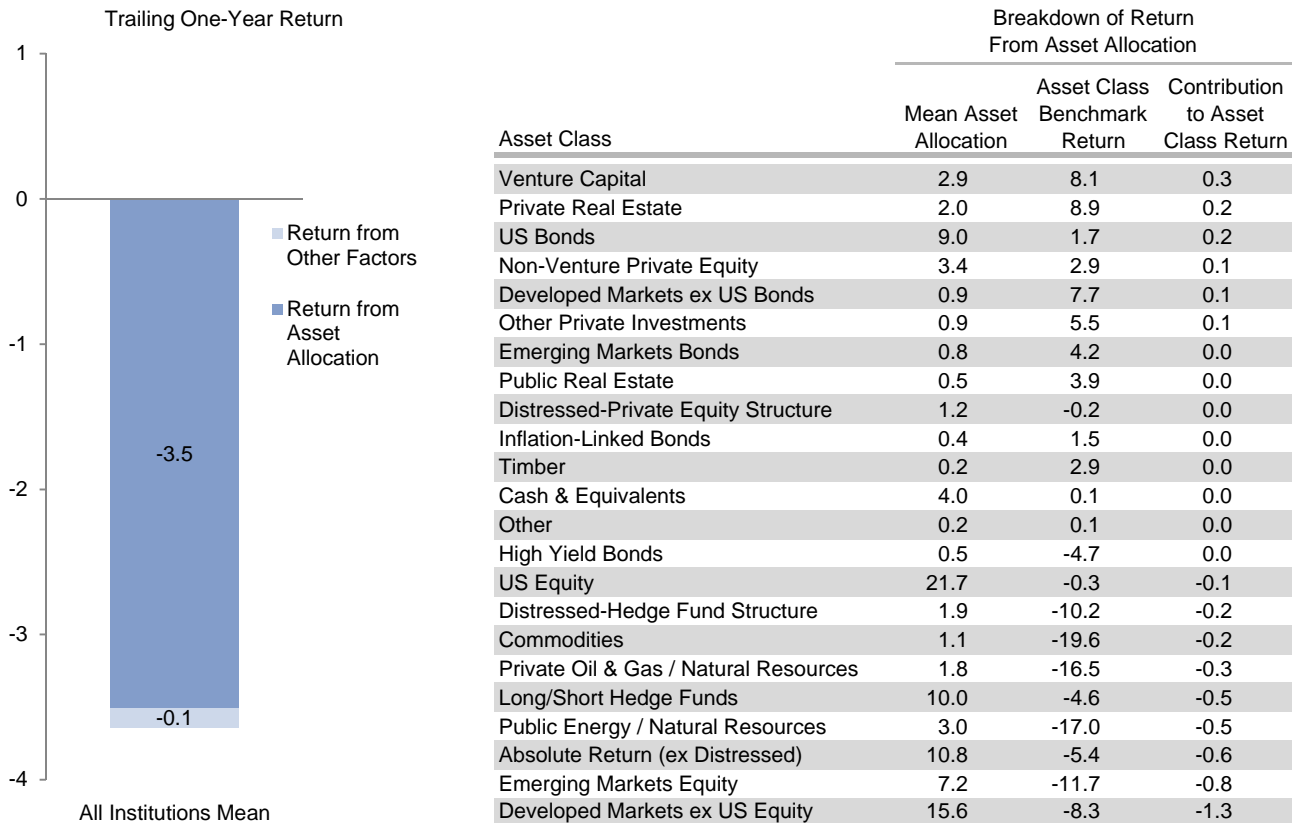 Trailing One-Year Return
1
0
-1
-2
-3
-4
-3.5
-0.1
Return from
Other Factors
Return from
Asset
Allocation
All Institutions Mean
Breakdown of Return
From Asset Allocation
Asset Class Contribution
Mean Asset Benchmark to Asset
Asset Class Allocation Return Class Return
Venture Capital 2.9 8.1 0.3
Private Real Estate 2.0 8.9 0.2
US Bonds 9.0 1.7 0.2
Non-Venture Private Equity 3.4 2.9 0.1
Developed Markets ex US Bonds 0.9 7.7 0.1
Other Private Investments 0.9 5.5 0.1
Emerging Markets Bonds 0.8 4.2 0.0
Public Real Estate 0.5 3.9 0.0
Distressed-Private Equity Structure 1.2 -0.2 0.0
Inflation-Linked Bonds 0.4 1.5 0.0
Timber 0.2 2.9 0.0
Cash & Equivalents 4.0 0.1 0.0
Other 0.2 0.1 0.0
High Yield Bonds 0.5 -4.7 0.0
US Equity 21.7 -0.3 -0.1
Distressed-Hedge Fund Structure 1.9 -10.2 -0.2
Commodities 1.1 -19.6 -0.2
Private Oil & Gas / Natural Resources 1.8 -16.5 -0.3
Long/Short Hedge Funds 10.0 -4.6 -0.5
Public Energy / Natural Resources 3.0 -17.0 -0.5
Absolute Return (ex Distressed) 10.8 -5.4 -0.6
Emerging Markets Equity 7.2 -11.7 -0.8
Developed Markets ex US Equity 15.6 -8.3 -1.3